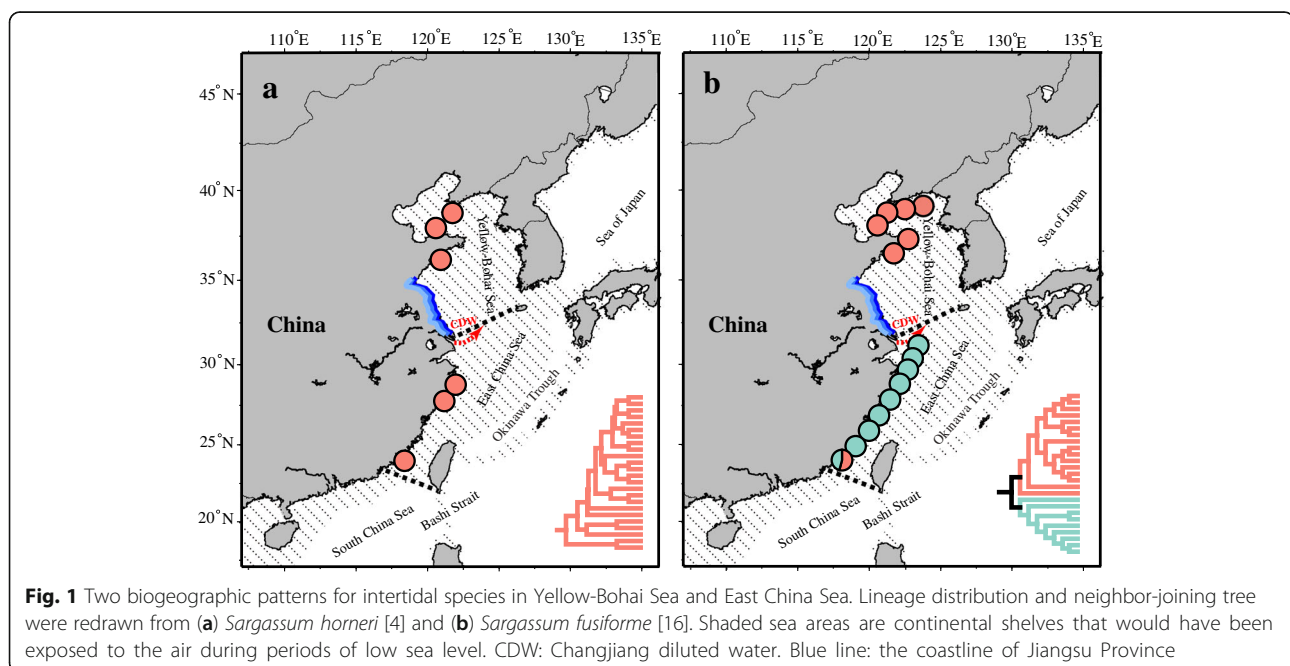 110°E 115°E 120°E 125°E 130°E 135°E
110°E 115°E 120°E 125°E 130°E 135°E
a
b
45°N
45°N
40°N
40°N
35°N
35°N
30°N
30°N
25°N
25°N
20°N
20°N
China
Yellow-Bohai Sea
Sea of Japan
CDW
East China Sea
Okinawa Trough
South China Sea
Bashi Strait
China
Yellow-Bohai Sea
Sea of Japan
CDW
East China Sea
Okinawa Trough
South China Sea
Bashi Strait
Fig. 1 Two biogeographic patterns for intertidal species in Yellow-Bohai Sea and East China Sea. Lineage distribution and neighbor-joining tree
were redrawn from (a) Sargassum horneri [4] and (b) Sargassum fusiforme [16]. Shaded sea areas are continental shelves that would have been
exposed to the air during periods of low sea level. CDW: Changjiang diluted water. Blue line: the coastline of Jiangsu Province